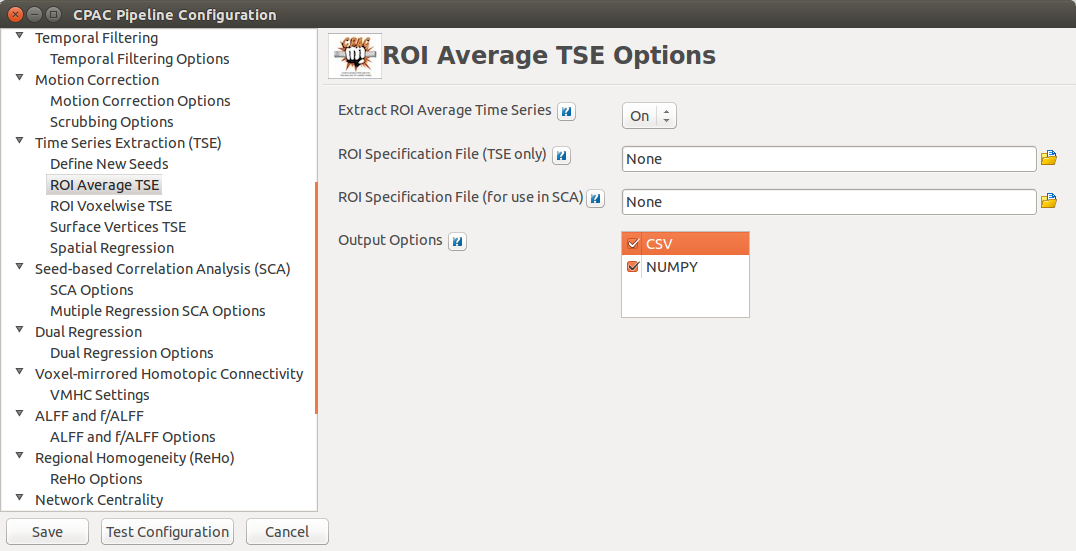 CPAC Pipeline Configuration
Temporal Filtering
Temporal Filtering Options
Motion Correction
Motion Correction Options
Scrubbing Options
Time Series Extraction (TSE)
Define New Seeds
ROI Average TSE
ROI Voxelwise TSE
Surface Vertices TSE
Spatial Regression
Seed-based Correlation Analysis (SCA)
SCA Options
Mutiple Regression SCA Options
Dual Regression
Dual Regression Options
Voxel-mirrored Homotopic Connectivity
VMHC Settings
ALFF and f/ALFF
ALFF and f/ALFF Options
Regional Homogeneity (ReHo)
ReHo Options
Network Centrality
CPAC
ROI Average TSE Options
Extract ROI Average Time Series ? On
ROI Specification File (TSE only) ? None
ROI Specification File (for use in SCA) ? None
Output Options ? CSV
NUMPY
Save Test Configuration Cancel